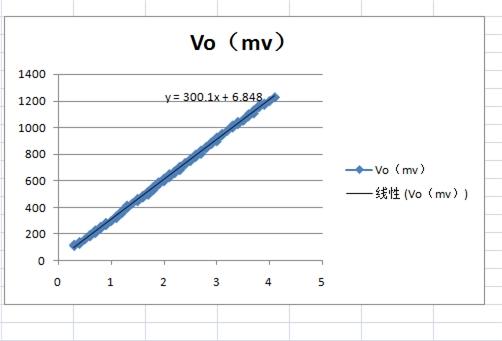 Vo（mv）
1400
1200
1000
800
600
400
200
0
y = 300.1x + 6.848
0 1 2 3 4 5
Vo（mv）
线性 (Vo（mv）)